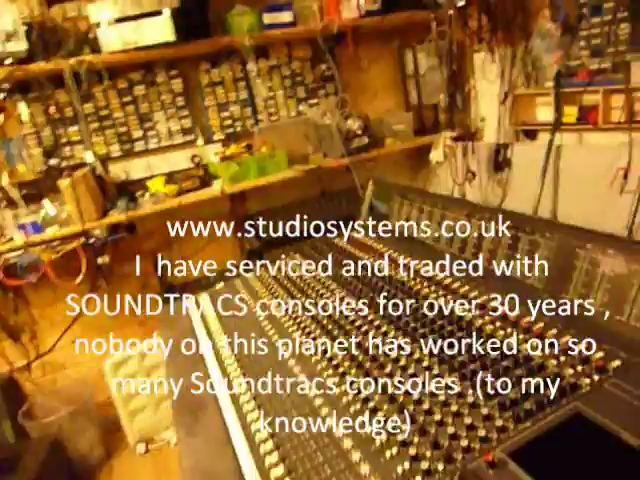 www.studiosystems.co.uk
I have serviced and traded with
SOUNDTRACS consoles for over 30 years ,
nobody on this planet has worked on so
many Soundtracs consoles .(to my
knowledge)